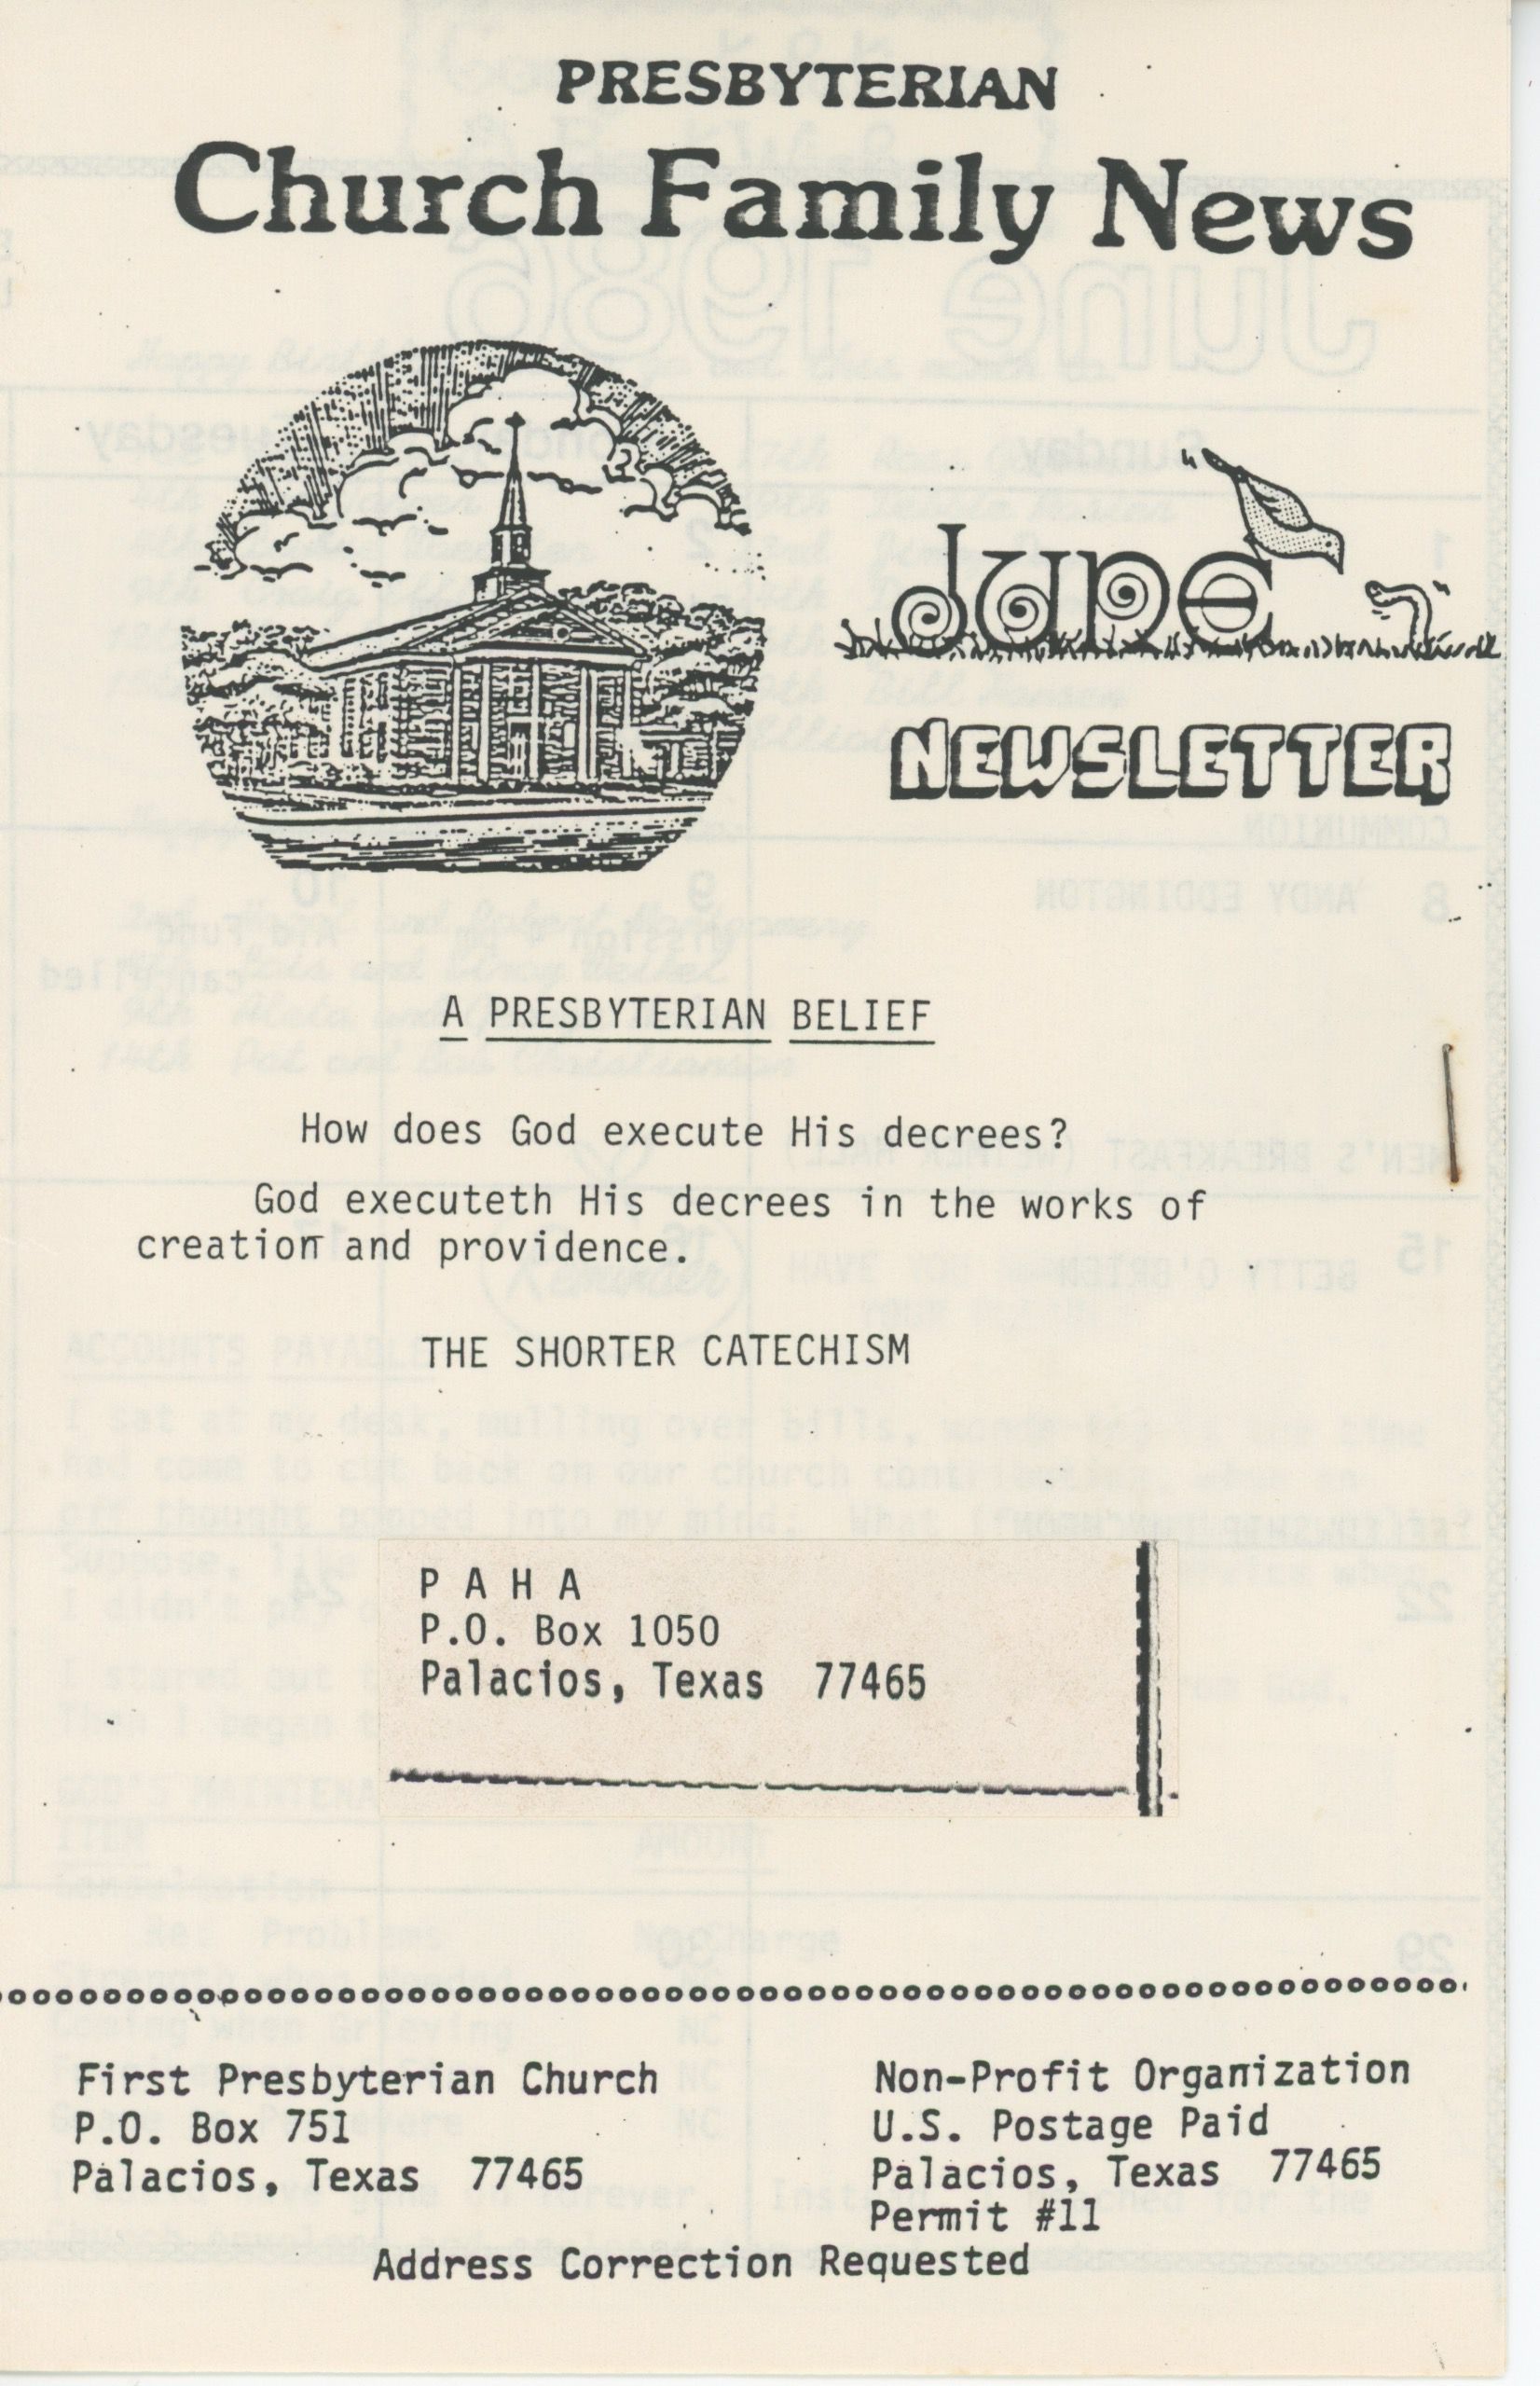 PRESBYTERIAN
Church Family News
June
NEWSLETTER
A PRESBYTERIAN BELIEF
How does God execute His decrees?
God executeth His decrees in the works of
creation and providence.
THE SHORTER CATECHISM
P A H A
P.O. Box 1050
Palacios, Texas 77465
First Presbyterian Church
P.O. Box 751
Palacios, Texas 77465
Non-Profit Organization
U.S. Postage Paid
Palacios, Texas 77465
Permit #11
Address Correction Requested